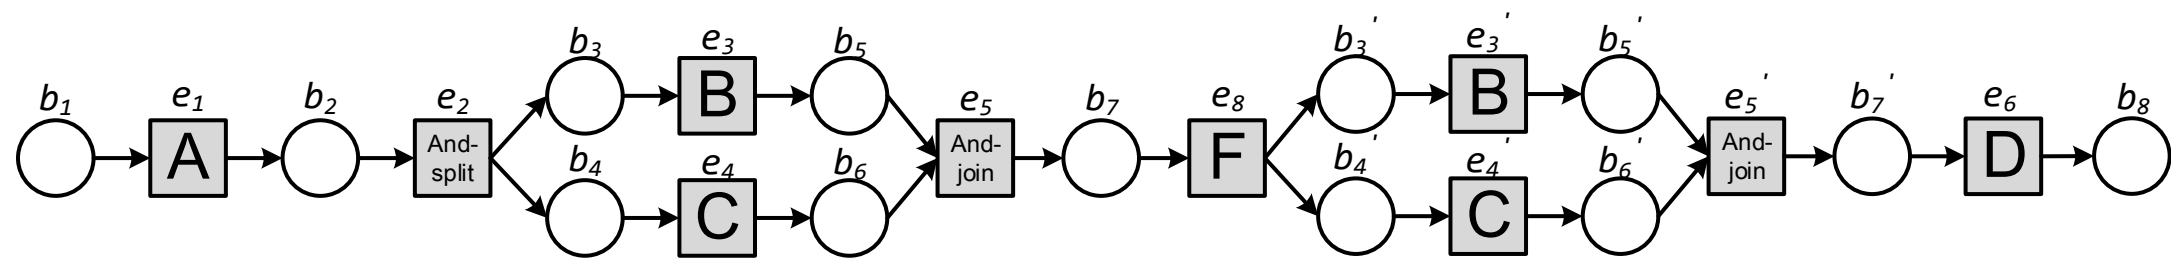 b1 e1 b2 e2 b3 e3 b5 e5 b7 e8 b3' e3' b5' e5' b7' e6 b8
A And-split B And-join F B And-join D
b4 e4 b6 b4' e4' b6'
C C